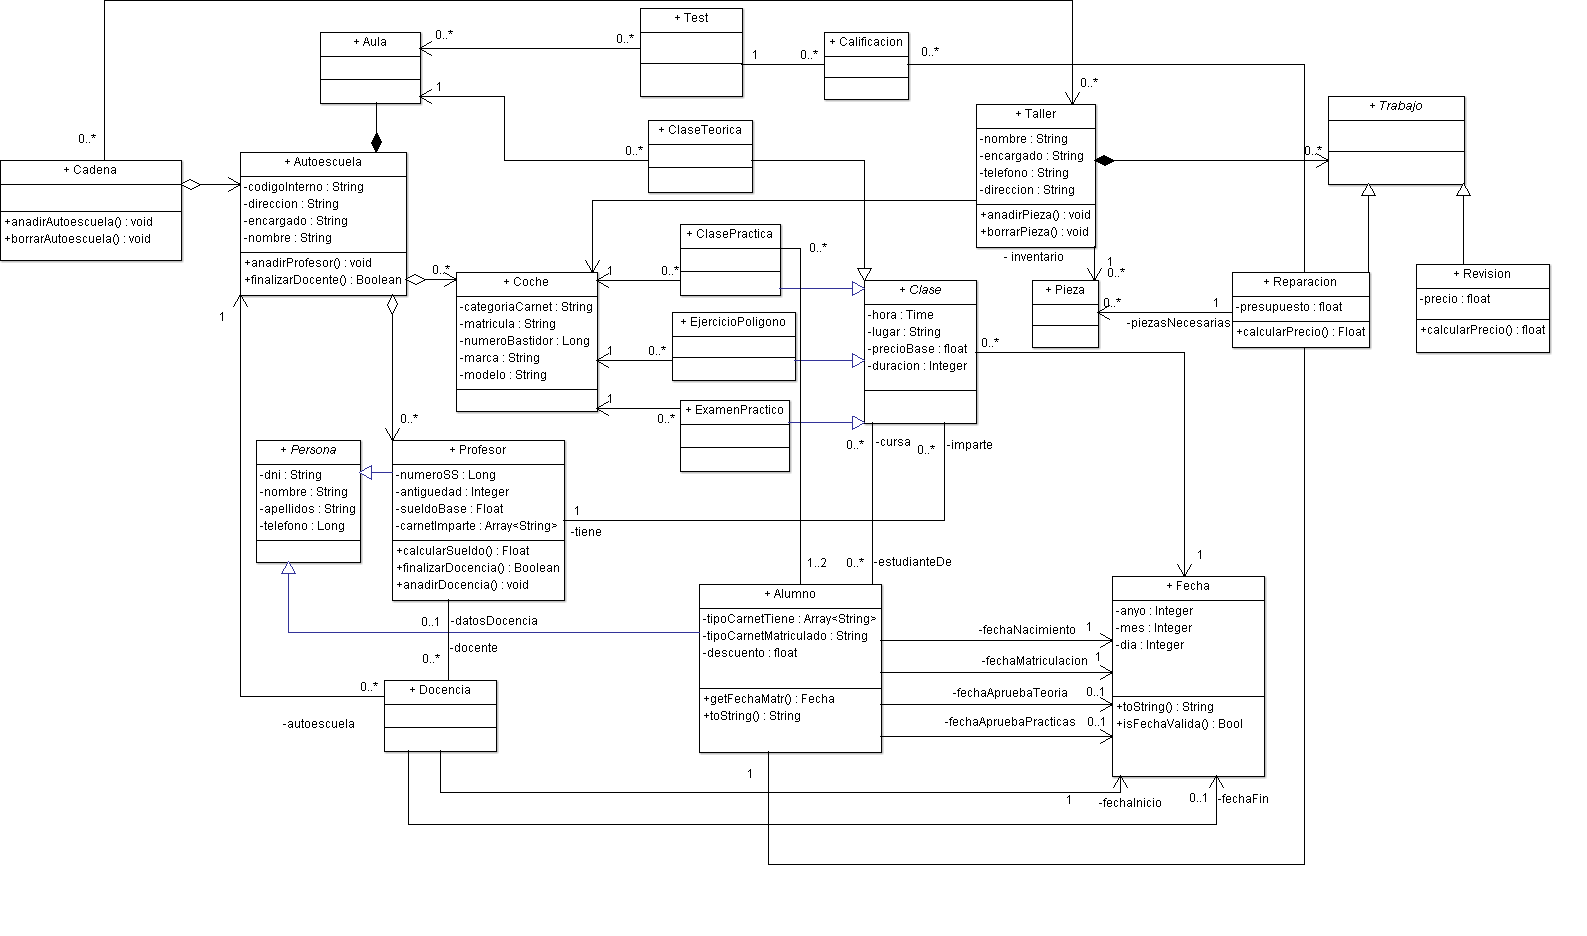 + Test
0..*
0..*
+ Aula
1
0..*
+ Calificacion
0..*
1
0..*
+ Trabajo
0..*
+ Taller
-nombre : String
-encargado : String
-telefono : String
-direccion : String
+anadirPieza() : void
+borrarPieza() : void
0..*
+ ClaseTeorica
0..*
+ Cadena
+anadirAutoescuela() : void
+borrarAutoescuela() : void
+ Autoescuela
-codigoInterno : String
-direccion : String
-encargado : String
-nombre : String
+anadirProfesor() : void
+finalizarDocente() : Boolean
0..*
+ Coche
-categoriaCarnet : String
-matricula : String
-numeroBastidor : Long
-marca : String
-modelo : String
+ ClasePractica
0..*
1
0..*
+ EjercicioPoligono
1
0..*
+ ExamenPractico
1
0..*
+ Clase
-hora : Time
-lugar : String
-precioBase : float
-duracion : Integer
0..*
- inventario
1
0..*
+ Pieza
0..*
1
-piezasNecesarias
+ Reparacion
-presupuesto : float
+calcularPrecio() : Float
+ Revision
-precio : float
+calcularPrecio() : float
1
0..*
+ Persona
-dni : String
-nombre : String
-apellidos : String
-telefono : Long
+ Profesor
-numeroSS : Long
-antiguedad : Integer
-sueldoBase : Float
-carnetImparte : Array<String>
+calcularSueldo() : Float
+finalizarDocencia() : Boolean
+anadirDocencia() : void
1
-tiene
0..*
-cursa
0..*
-imparte
1..2
0..*
-estudianteDe
1
+ Alumno
-tipoCarnetTiene : Array<String>
-tipoCarnetMatriculado : String
-descuento : float
+getFechaMatr() : Fecha
+toString() : String
+ Fecha
-anyo : Integer
-mes : Integer
-dia : Integer
+toString() : String
+isFechaValida() : Bool
-fechaNacimiento
1
-fechaMatriculacion
1
-fechaApruebaTeoria
0..1
-fechaApruebaPracticas
0..1
0..1
-datosDocencia
-docente
0..*
0..*
+ Docencia
-autoescuela
1
1
-fechaInicio
0..1
-fechaFin